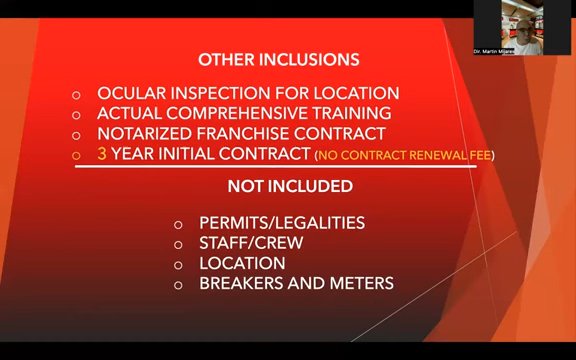 Dir. Martin Mijares
OTHER INCLUSIONS
○ OCULAR INSPECTION FOR LOCATION
○ ACTUAL COMPREHENSIVE TRAINING
○ NOTARIZED FRANCHISE CONTRACT
○ 3 YEAR INITIAL CONTRACT (NO CONTRACT RENEWAL FEE)
NOT INCLUDED
○ PERMITS/LEGALITIES
○ STAFF/CREW
○ LOCATION
○ BREAKERS AND METERS